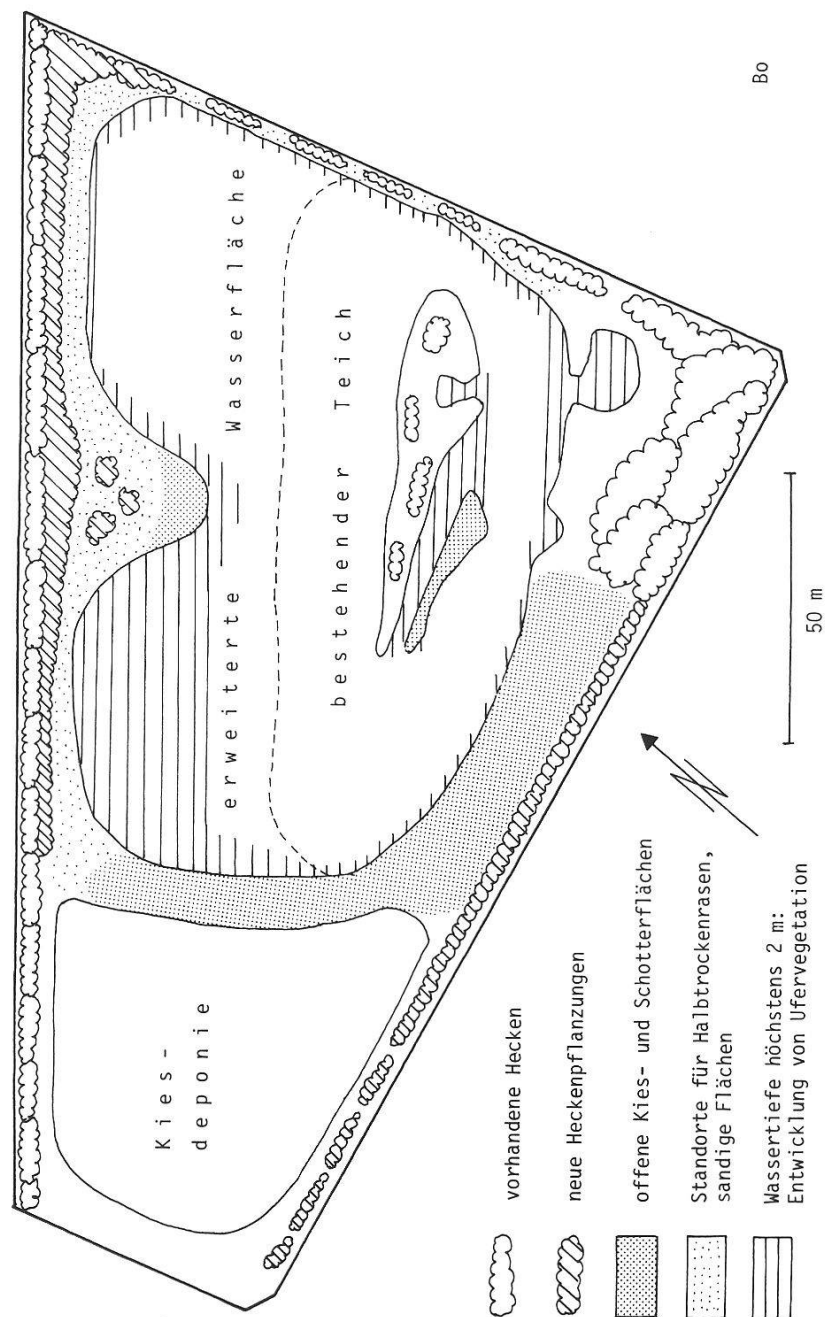 Kies-
deponie
erweiterte Wasserfläche
bestehender Teich
vorhandene Hecken
neue Heckenpflanzungen
offene Kies- und Schotterflächen
Standorte für Halbtrockenrasen,
sandige Flächen
Wassertiefe höchstens 2 m:
Entwicklung von Ufervegetation
50 m
Bo